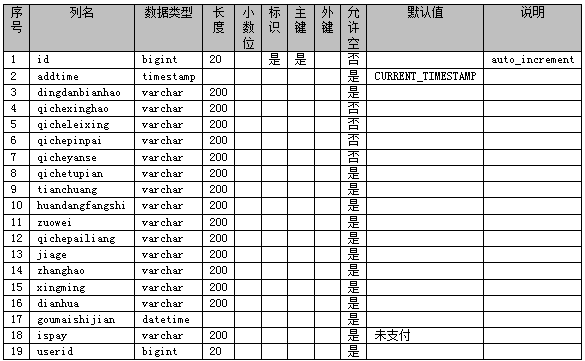 序号 列名 数据类型 长度 小数位 标识 主键 外键 允许空 默认值 说明
1 id bigint 20 是 是 否 auto_increment
2 addtime timestamp 是 CURRENT_TIMESTAMP
3 dingdanbianhao varchar 200 是
4 qichexinghao varchar 200 否
5 qicheleixing varchar 200 否
6 qichepinpai varchar 200 否
7 qicheyanse varchar 200 否
8 qichetupian varchar 200 是
9 tianchuang varchar 200 是
10 huandangfangshi varchar 200 是
11 zuowei varchar 200 是
12 qichepailiang varchar 200 是
13 jiage varchar 200 是
14 zhanghao varchar 200 是
15 xingming varchar 200 是
16 dianhua varchar 200 是
17 goumaishijian datetime 是
18 ispay varchar 200 是 未支付
19 userid bigint 20 是